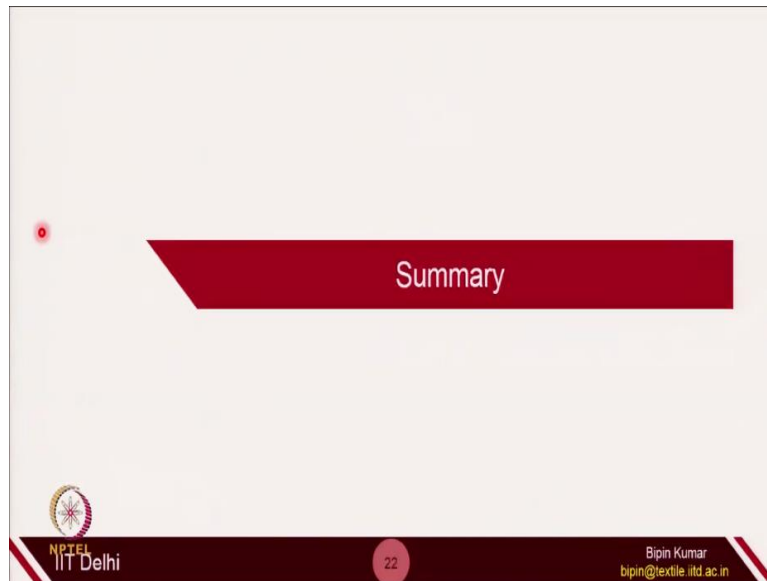 Summary
NPTEL
IIT Delhi
22
Bipin Kumar
bipin@textile.iitd.ac.in